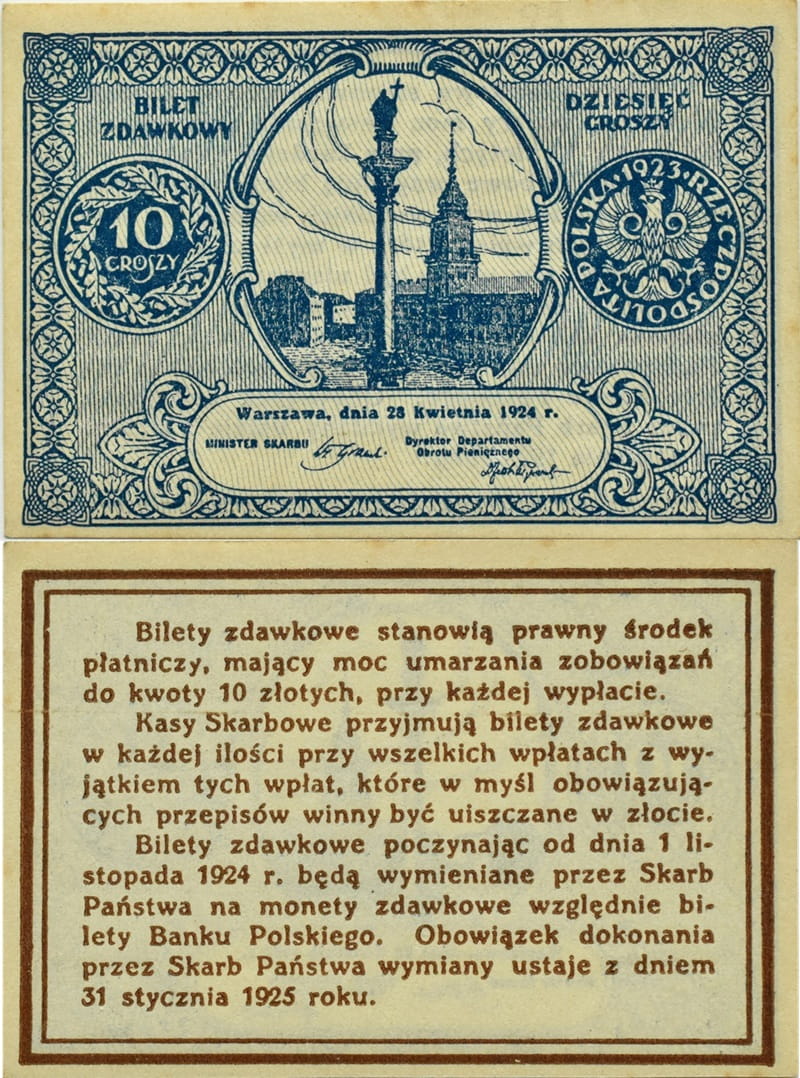 BILET
ZDAWKOWY
DZIESIĘĆ
GROSZY
10
GROSZY
RZECZPOSPOLITA POLSKA · 1923 ·
Warszawa, dnia 28 Kwietnia 1924 r.
MINISTER SKARBU
Dyrektor Departamentu
Obrotu Pieniężnego
Bilety zdawkowe stanowią prawny środek
płatniczy, mający moc umarzania zobowiązań
do kwoty 10 złotych, przy każdej wypłacie.
Kasy Skarbowe przyjmują bilety zdawkowe
w każdej ilości przy wszelkich wpłatach z wy-
jątkiem tych wpłat, które w myśl obowiązują-
cych przepisów winny być uiszczane w złocie.
Bilety zdawkowe poczynając od dnia 1 li-
stopada 1924 r. będą wymieniane przez Skarb
Państwa na monety zdawkowe względnie bi-
lety Banku Polskiego. Obowiązek dokonania
przez Skarb Państwa wymiany ustaje z dniem
31 stycznia 1925 roku.